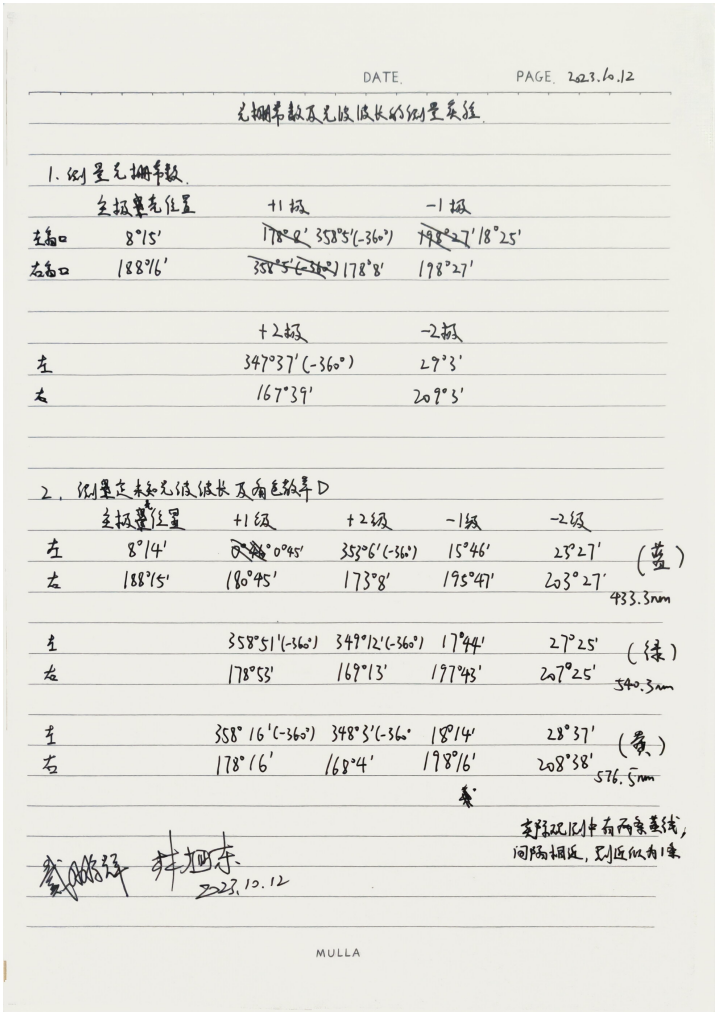 DATE. PAGE. 2023.10.12
光栅常数及光波波长的测量实验.
1. 测量光栅常数.
主极量光位置 +1极 -1极
左窗口 8°15′ 178°8′ 358°5′(-360°) 198°27′ 18°25′
右窗口 188°16′ 358°5′(-360°) 178°8′ 198°27′
+2极 -2极
左 347°37′(-360°) 29°3′
右 167°39′ 209°3′
2. 测量定未知光波波长及角色散率D
主极量光位置 +1级 +2级 -1级 -2级
左 8°14′ 0°45′ 353°6′(-360°) 15°46′ 23°27′ (蓝)
右 188°15′ 180°45′ 173°8′ 195°47′ 203°27′
433.3nm
左 358°51′(-360°) 349°12′(-360°) 17°44′ 27°25′ (绿)
右 178°53′ 169°13′ 197°43′ 207°25′
540.3nm
左 358°16′(-360°) 348°3′(-360° 18°14′ 28°37′ (黄)
右 178°16′ 168°4′ 198°16′ 208°38′
576.5nm
实际观测中有两条黄线,
间隔相近, 则近似为1条
2023.10.12
MULLA